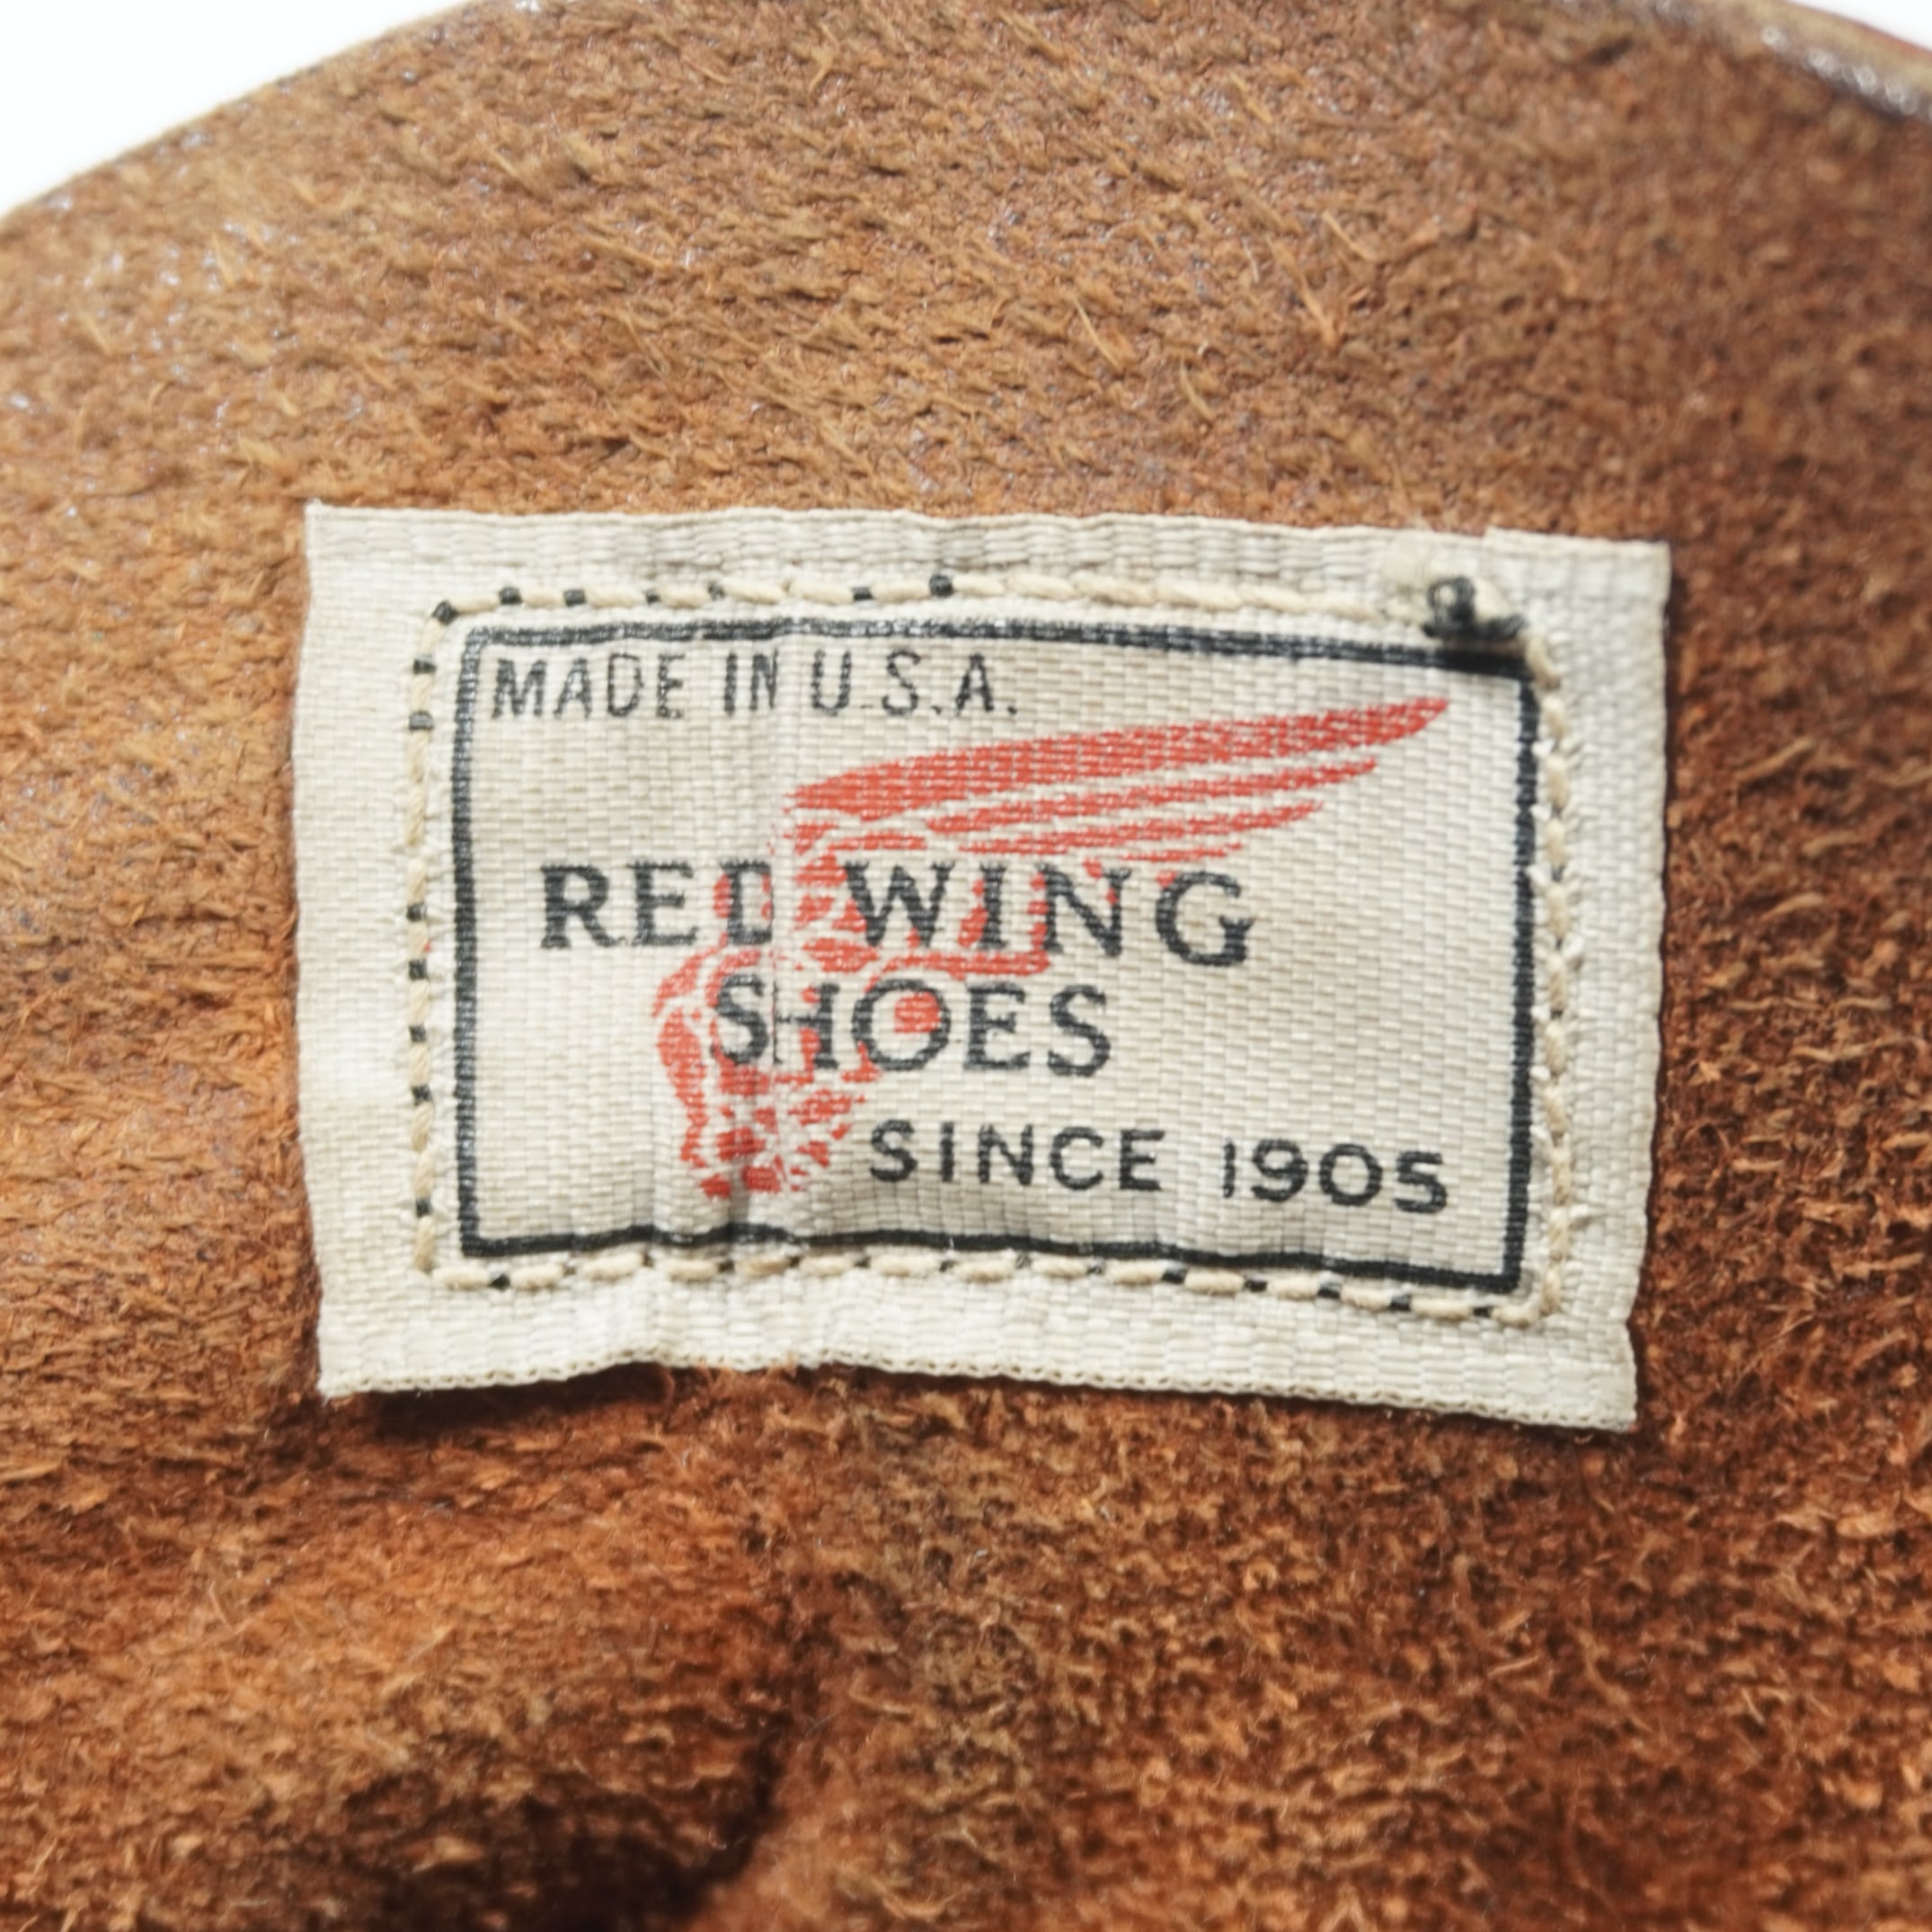 MADE IN U.S.A.
RED WING
SHOES
SINCE 1905